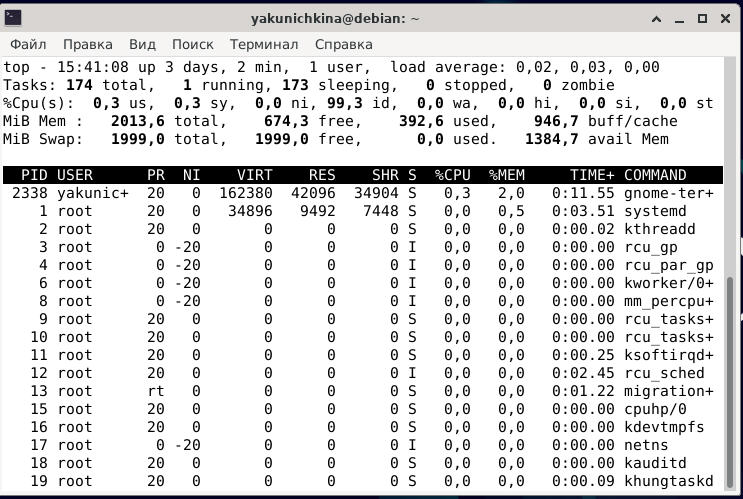 yakunichkina@debian: ~
Файл Правка Вид Поиск Терминал Справка
top - 15:41:08 up 3 days, 2 min, 1 user, load average: 0,02, 0,03, 0,00
Tasks: 174 total, 1 running, 173 sleeping, 0 stopped, 0 zombie
%Cpu(s): 0,3 us, 0,3 sy, 0,0 ni, 99,3 id, 0,0 wa, 0,0 hi, 0,0 si, 0,0 st
MiB Mem : 2013,6 total, 674,3 free, 392,6 used, 946,7 buff/cache
MiB Swap: 1999,0 total, 1999,0 free, 0,0 used. 1384,7 avail Mem
PID USER PR NI VIRT RES SHR S %CPU %MEM TIME+ COMMAND
2338 yakunic+ 20 0 162380 42096 34904 S 0,3 2,0 0:11.55 gnome-ter+
1 root 20 0 34896 9492 7448 S 0,0 0,5 0:03.51 systemd
2 root 20 0 0 0 0 S 0,0 0,0 0:00.02 kthreadd
3 root 0 -20 0 0 0 I 0,0 0,0 0:00.00 rcu_gp
4 root 0 -20 0 0 0 I 0,0 0,0 0:00.00 rcu_par_gp
6 root 0 -20 0 0 0 I 0,0 0,0 0:00.00 kworker/0+
8 root 0 -20 0 0 0 I 0,0 0,0 0:00.00 mm_percpu+
9 root 20 0 0 0 0 S 0,0 0,0 0:00.00 rcu_tasks+
10 root 20 0 0 0 0 S 0,0 0,0 0:00.00 rcu_tasks+
11 root 20 0 0 0 0 S 0,0 0,0 0:00.25 ksoftirqd+
12 root 20 0 0 0 0 I 0,0 0,0 0:02.45 rcu_sched
13 root rt 0 0 0 0 S 0,0 0,0 0:01.22 migration+
15 root 20 0 0 0 0 S 0,0 0,0 0:00.00 cpuhp/0
16 root 20 0 0 0 0 S 0,0 0,0 0:00.00 kdevtmpfs
17 root 0 -20 0 0 0 I 0,0 0,0 0:00.00 netns
18 root 20 0 0 0 0 S 0,0 0,0 0:00.00 kauditd
19 root 20 0 0 0 0 S 0,0 0,0 0:00.09 khungtaskd